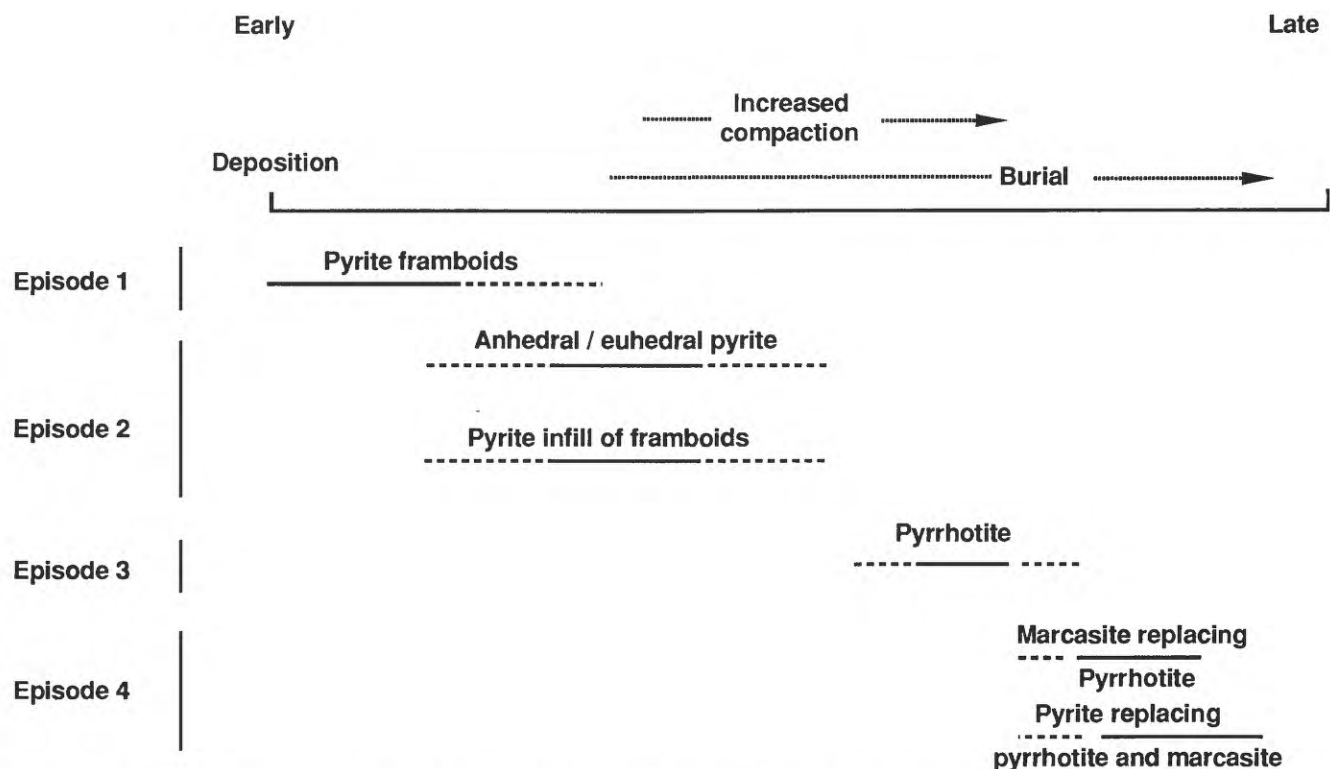 Early
Late
Increased
compaction
Deposition
Burial
Episode 1
Pyrite framboids
Episode 2
Anhedral / euhedral pyrite
Pyrite infill of framboids
Episode 3
Pyrrhotite
Episode 4
Marcasite replacing
Pyrrhotite
Pyrite replacing
pyrrhotite and marcasite